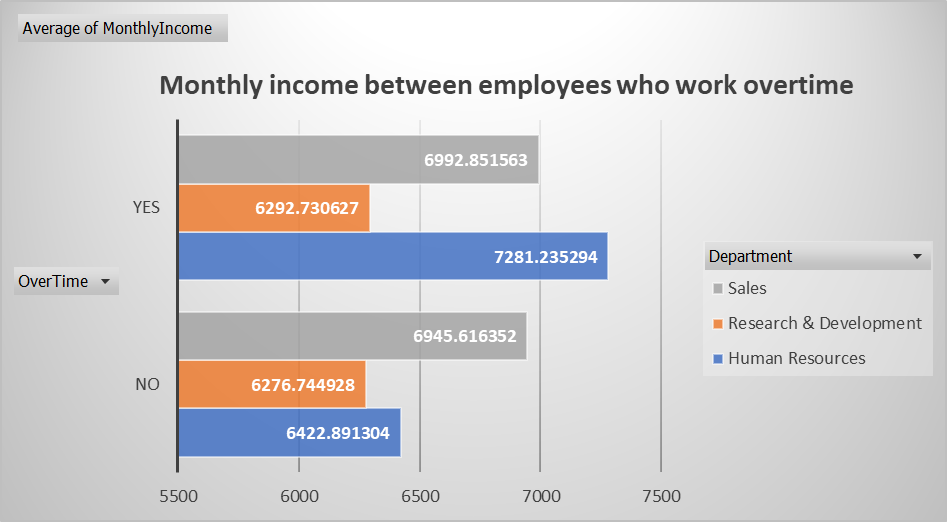 Average of MonthlyIncome
Monthly income between employees who work overtime
6992.851563
YES
6292.730627
7281.235294
Department
OverTime
Sales
6945.616352
Research & Development
Human Resources
NO
6276.744928
6422.891304
5500 6000 6500 7000 7500